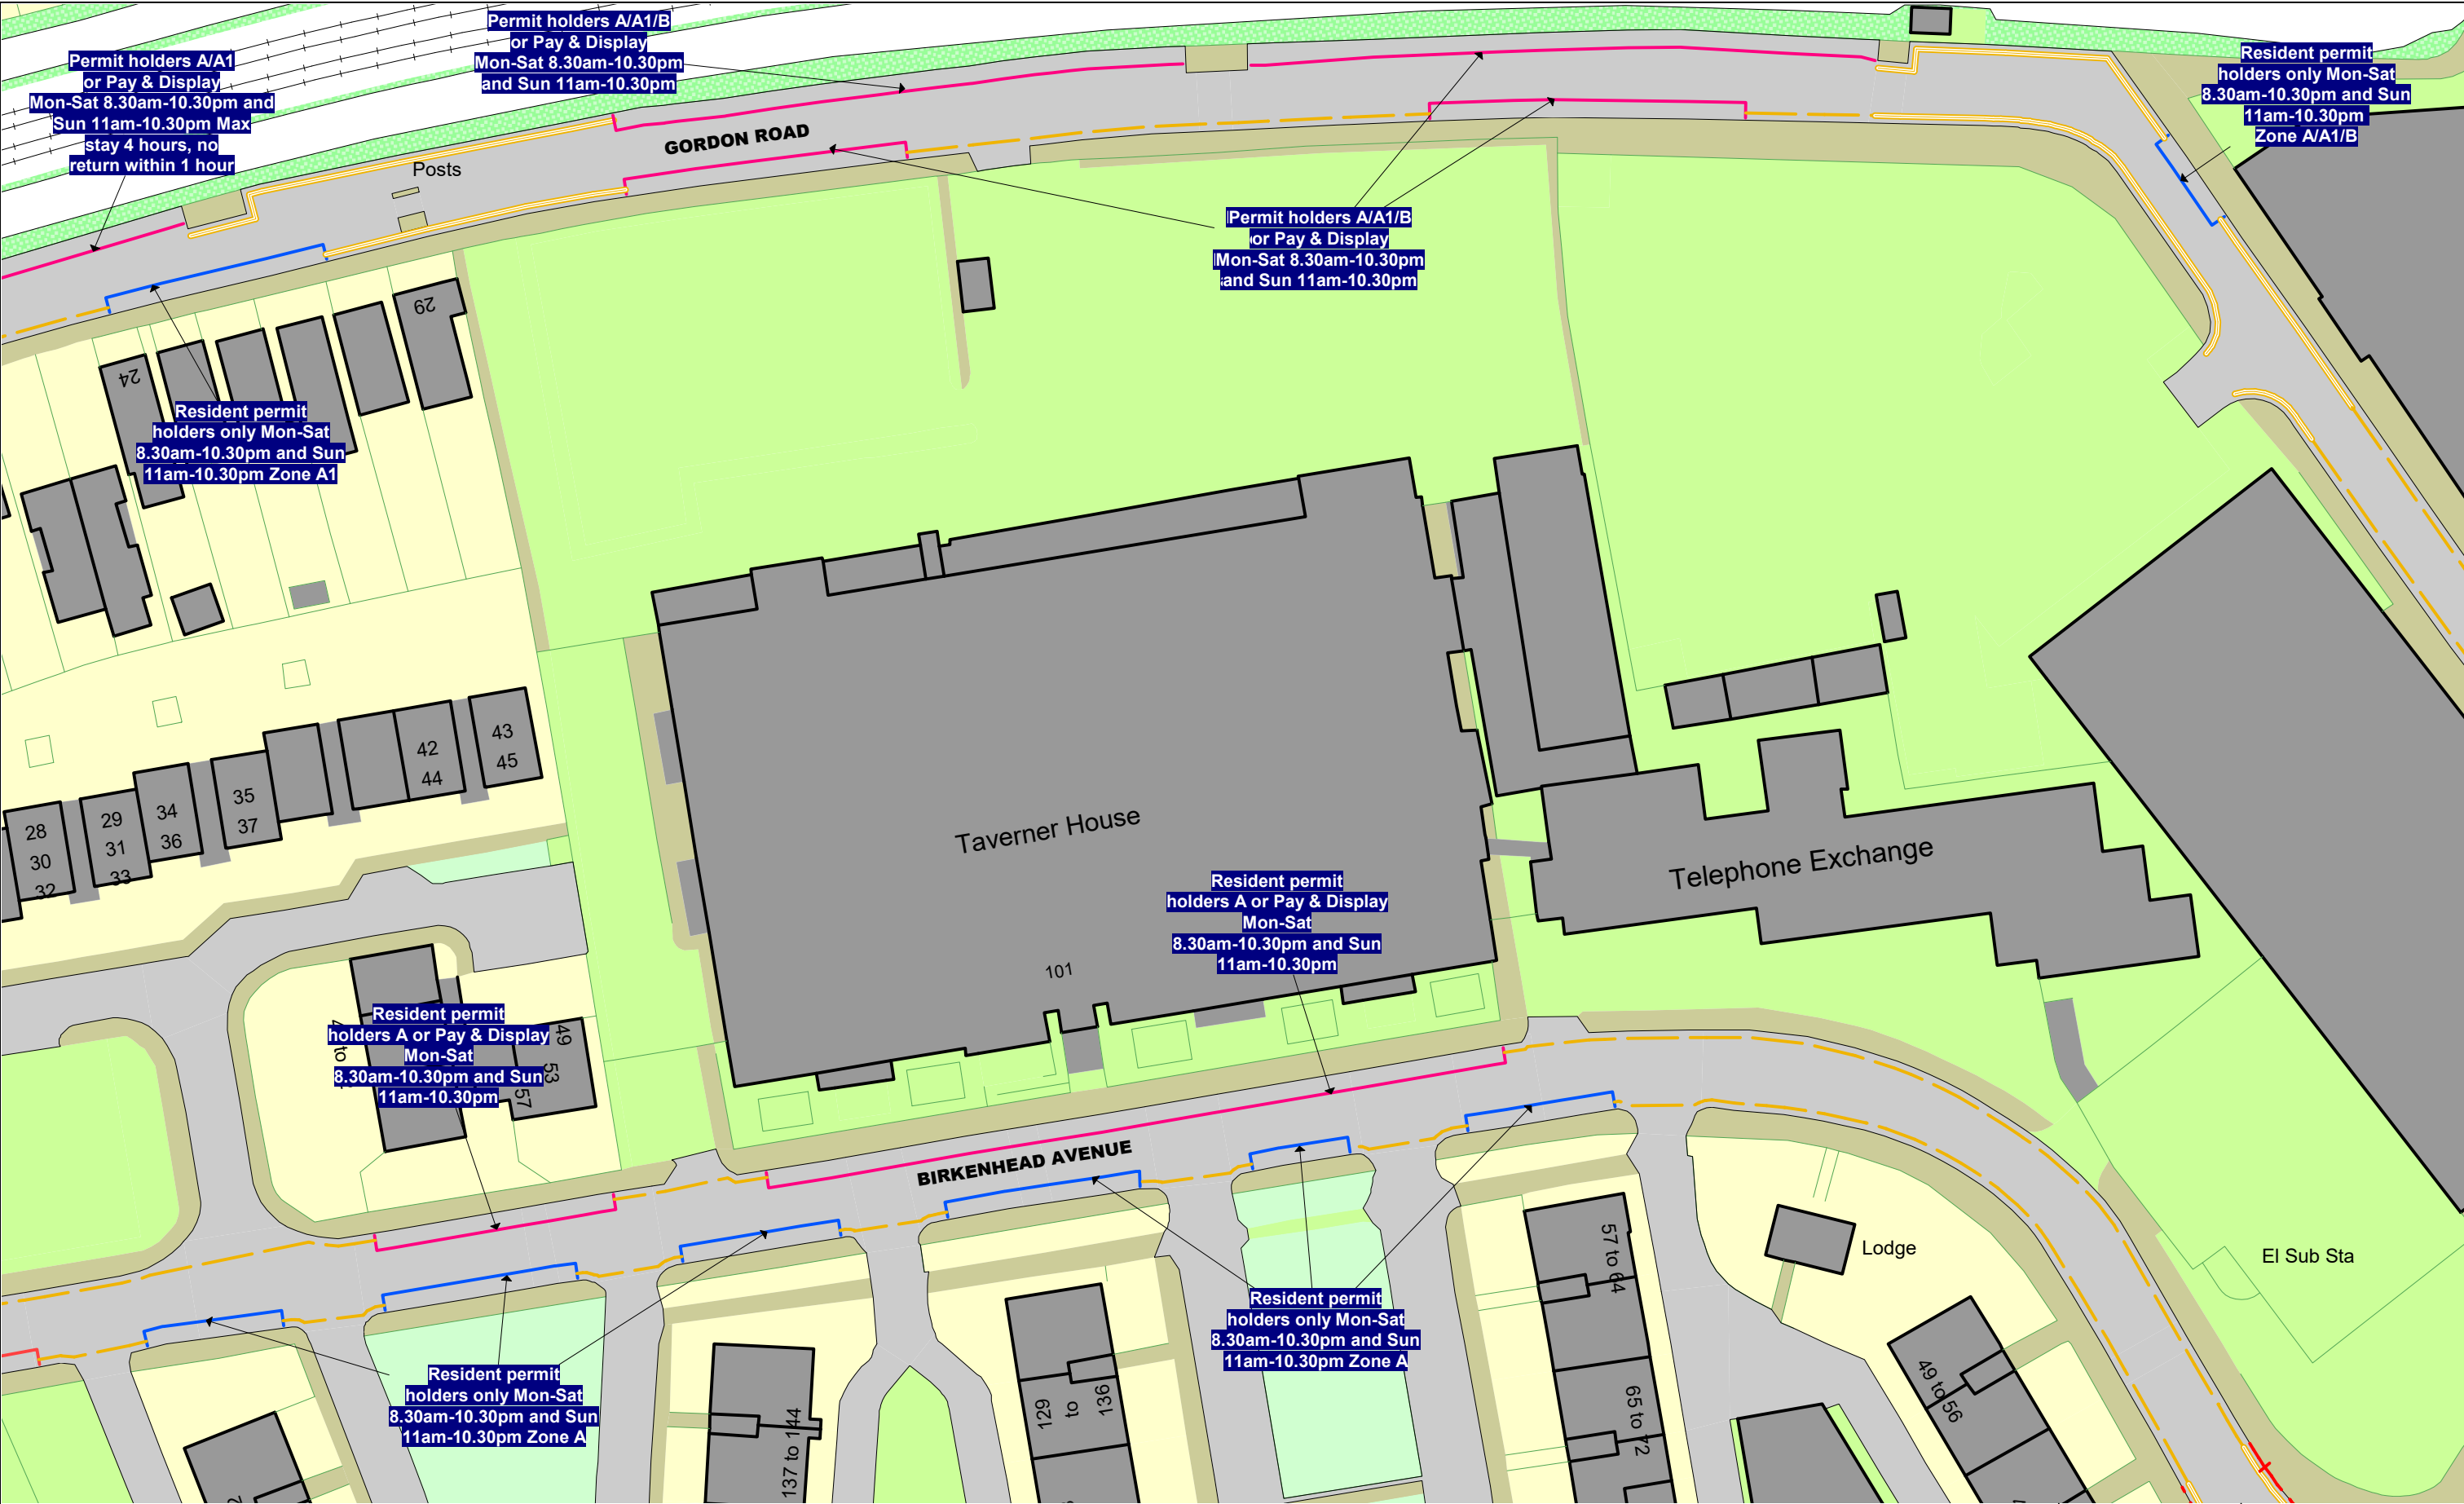 Permit holders A/A1/B
or Pay & Display
Mon-Sat 8.30am-10.30pm
and Sun 11am-10.30pm
Permit holders A/A1
or Pay & Display
Mon-Sat 8.30am-10.30pm and
Sun 11am-10.30pm Max
stay 4 hours, no
return within 1 hour
Resident permit
holders only Mon-Sat
8.30am-10.30pm and Sun
11am-10.30pm
Zone A/A1/B
GORDON ROAD
Posts
Permit holders A/A1/B
or Pay & Display
Mon-Sat 8.30am-10.30pm
and Sun 11am-10.30pm
29
24
Resident permit
holders only Mon-Sat
8.30am-10.30pm and Sun
11am-10.30pm Zone A1
43
45
42
44
35
37
34
36
29
31
33
28
30
32
Taverner House
Telephone Exchange
101
Resident permit
holders A or Pay & Display
Mon-Sat
8.30am-10.30pm and Sun
11am-10.30pm
Resident permit
holders A or Pay & Display
Mon-Sat
8.30am-10.30pm and Sun
11am-10.30pm
to
49
53
57
BIRKENHEAD AVENUE
57 to 64
Lodge
El Sub Sta
Resident permit
holders only Mon-Sat
8.30am-10.30pm and Sun
11am-10.30pm Zone A
Resident permit
holders only Mon-Sat
8.30am-10.30pm and Sun
11am-10.30pm Zone A
129
to
136
137 to 144
65 to 72
49 to 56